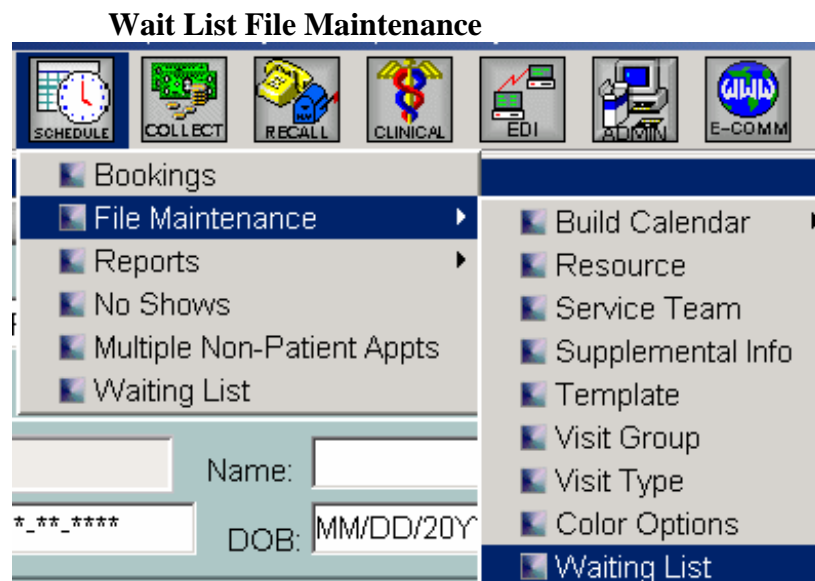 Wait List File Maintenance
SCHEDULE COLLECT RECALL CLINICAL EDI ADMIN E-COMM
Bookings
File Maintenance
Reports
No Shows
Multiple Non-Patient Appts
Waiting List
Build Calendar
Resource
Service Team
Supplemental Info
Template
Visit Group
Visit Type
Color Options
Waiting List
Name:
*_**_**** DOB: MM/DD/20Y